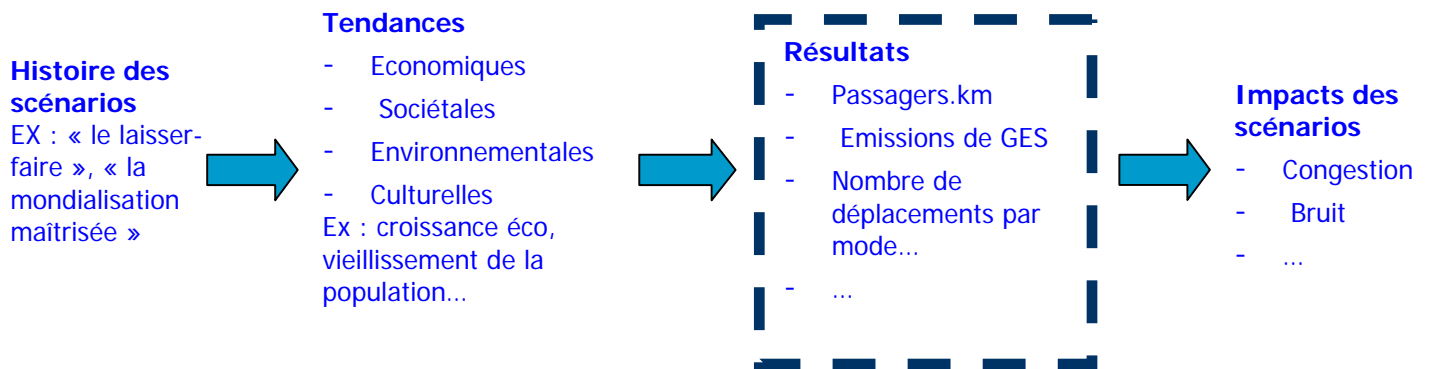 Histoire des
scénarios
EX : « le laisser-
faire », « la
mondialisation
maîtrisée »
Tendances
- Economiques
- Sociétales
- Environnementales
- Culturelles
Ex : croissance éco,
vieillissement de la
population...
Résultats
- Passagers.km
- Emissions de GES
- Nombre de
déplacements par
mode...
- ...
Impacts des
scénarios
- Congestion
- Bruit
- ...